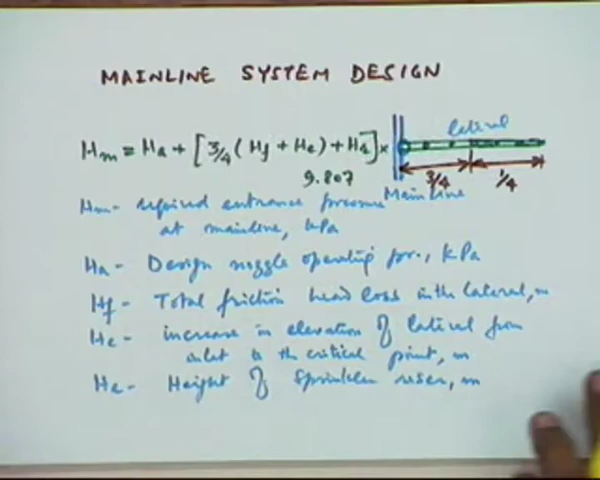 MAINLINE SYSTEM DESIGN
Hm = Ha + [3/4 (Hf + He) + Hr] ×
9.807
lateral
3/4 1/4
Mainline
Hm - required entrance pressure
at mainline, kPa
Ha - Design nozzle operating pr., kPa
Hf - Total friction head loss in the lateral, m
He - increase in elevation of lateral from
inlet to the critical point, m
Hr - Height of sprinkler riser, m